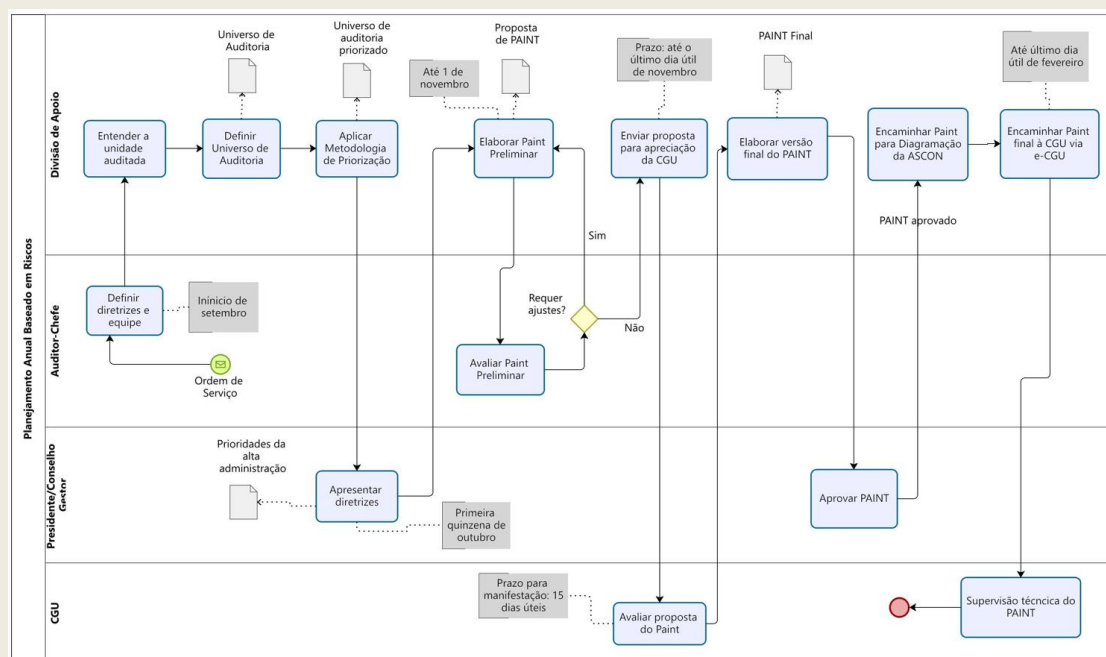 Planejamento Anual Baseado em Riscos
Divisão de Apoio
Universo de
Auditoria
Universo de
auditoria
priorizado
Até 1 de
novembro
Proposta
de PAINT
Prazo: até o
último dia útil
de novembro
PAINT Final
Até último dia
útil de fevereiro
Entender a
unidade
auditada
Definir
Universo de
Auditoria
Aplicar
Metodologia
de Priorização
Elaborar Paint
Preliminar
Enviar proposta
para apreciação
da CGU
Elaborar versão
final do PAINT
Encaminhar Paint
para Diagramação
da ASCON
Encaminhar Paint
final à CGU via
e-CGU
PAINT aprovado
Sim
Auditor-Chefe
Definir
diretrizes e
equipe
Ininicio de
setembro
Ordem de
Serviço
Requer
ajustes?
Não
Avaliar Paint
Preliminar
Presidente/Conselho
Gestor
Prioridades da
alta
administração
Apresentar
diretrizes
Primeira
quinzena de
outubro
Aprovar PAINT
CGU
Prazo para
manifestação: 15
dias úteis
Avaliar proposta
do Paint
Supervisão técncica do
PAINT